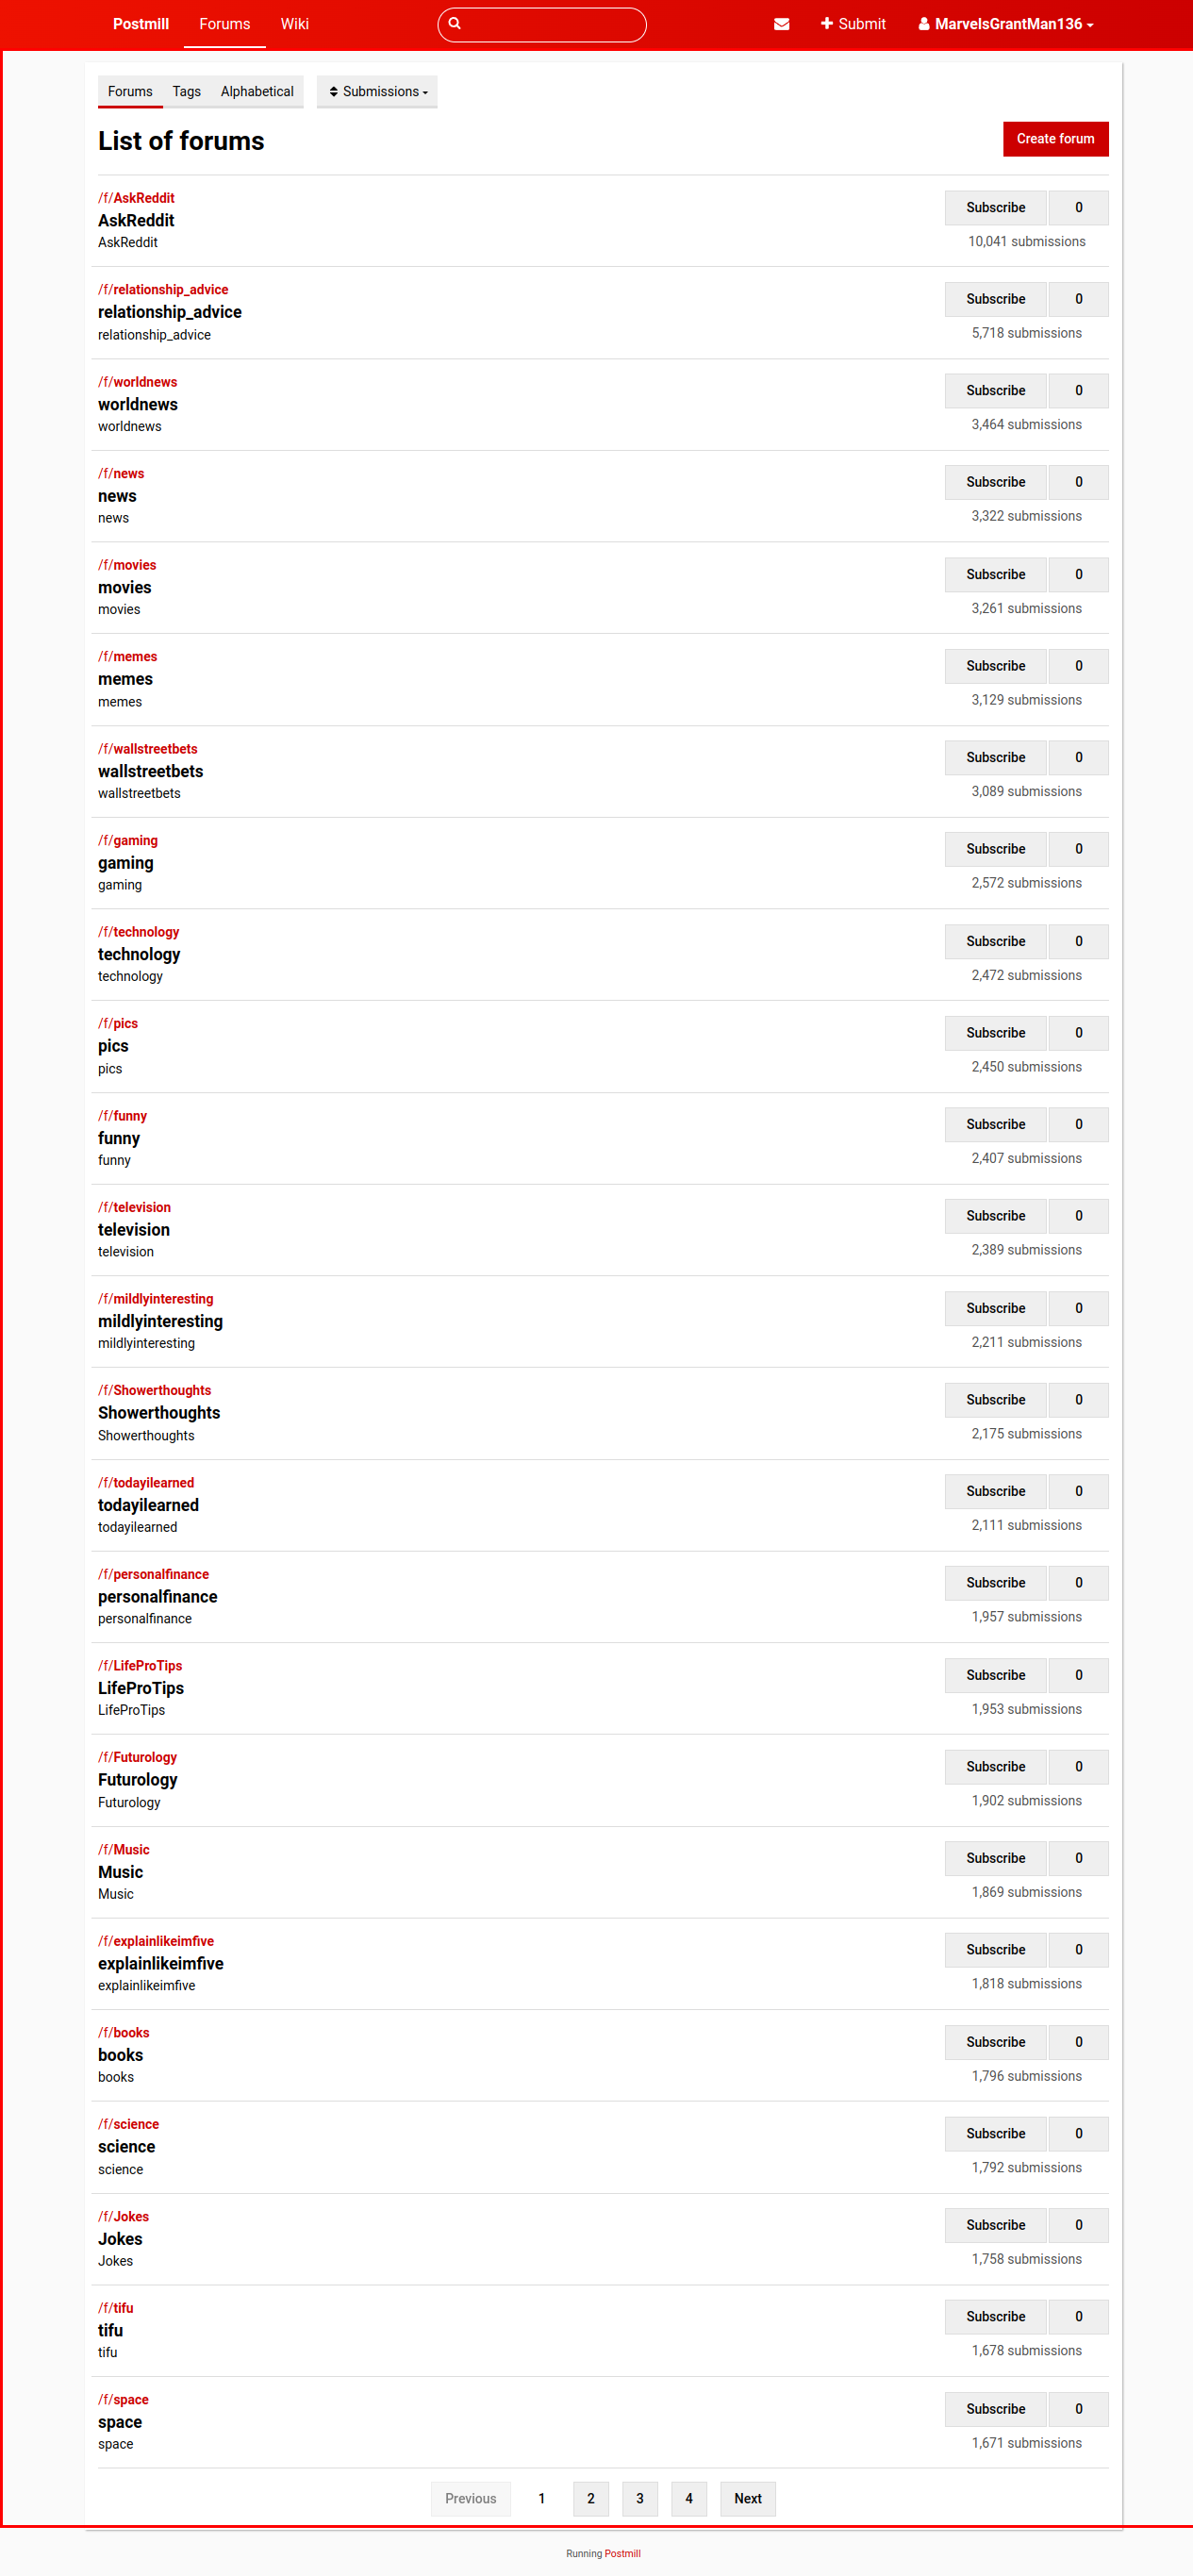 Postmill Forums Wiki Submit MarvelsGrantMan136
Forums Tags Alphabetical Submissions
List of forums Create forum
/f/AskReddit
AskReddit
AskReddit
Subscribe 0
10,041 submissions
/f/relationship_advice
relationship_advice
relationship_advice
Subscribe 0
5,718 submissions
/f/worldnews
worldnews
worldnews
Subscribe 0
3,464 submissions
/f/news
news
news
Subscribe 0
3,322 submissions
/f/movies
movies
movies
Subscribe 0
3,261 submissions
/f/memes
memes
memes
Subscribe 0
3,129 submissions
/f/wallstreetbets
wallstreetbets
wallstreetbets
Subscribe 0
3,089 submissions
/f/gaming
gaming
gaming
Subscribe 0
2,572 submissions
/f/technology
technology
technology
Subscribe 0
2,472 submissions
/f/pics
pics
pics
Subscribe 0
2,450 submissions
/f/funny
funny
funny
Subscribe 0
2,407 submissions
/f/television
television
television
Subscribe 0
2,389 submissions
/f/mildlyinteresting
mildlyinteresting
mildlyinteresting
Subscribe 0
2,211 submissions
/f/Showerthoughts
Showerthoughts
Showerthoughts
Subscribe 0
2,175 submissions
/f/todayilearned
todayilearned
todayilearned
Subscribe 0
2,111 submissions
/f/personalfinance
personalfinance
personalfinance
Subscribe 0
1,957 submissions
/f/LifeProTips
LifeProTips
LifeProTips
Subscribe 0
1,953 submissions
/f/Futurology
Futurology
Futurology
Subscribe 0
1,902 submissions
/f/Music
Music
Music
Subscribe 0
1,869 submissions
/f/explainlikeimfive
explainlikeimfive
explainlikeimfive
Subscribe 0
1,818 submissions
/f/books
books
books
Subscribe 0
1,796 submissions
/f/science
science
science
Subscribe 0
1,792 submissions
/f/Jokes
Jokes
Jokes
Subscribe 0
1,758 submissions
/f/tifu
tifu
tifu
Subscribe 0
1,678 submissions
/f/space
space
space
Subscribe 0
1,671 submissions
Previous 1 2 3 4 Next
Running Postmill